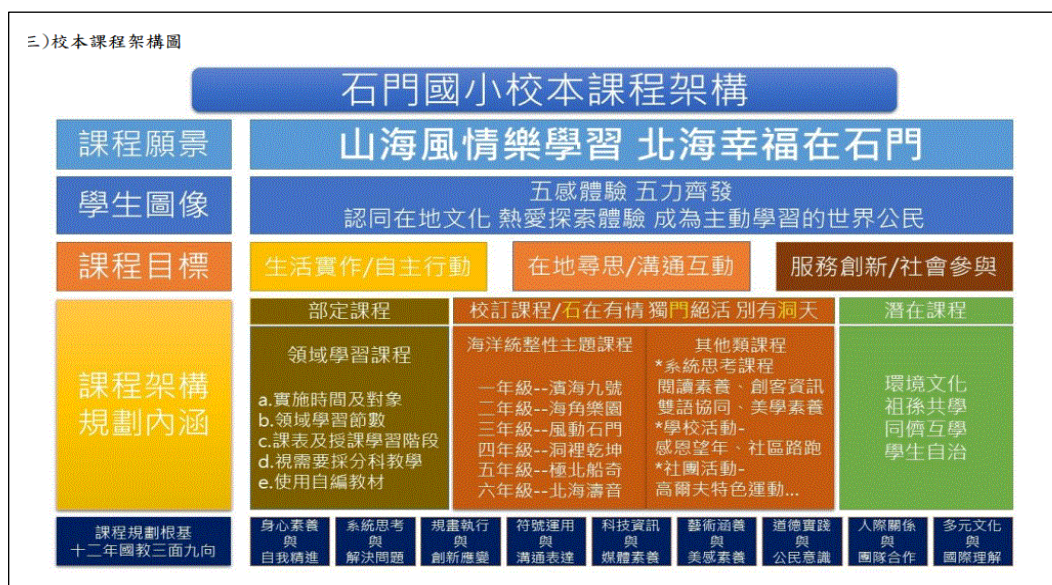 三)校本課程架構圖
石門國小校本課程架構
課程願景
山海風情樂學習 北海幸福在石門
學生圖像
五感體驗 五力齊發
認同在地文化 熱愛探索體驗 成為主動學習的世界公民
課程目標
生活實作/自主行動
在地尋思/溝通互動
服務創新/社會參與
課程架構
規劃內涵
部定課程
領域學習課程
a.實施時間及對象
b.領域學習節數
c.課表及授課學習階段
d.視需要採分科教學
e.使用自編教材
校訂課程/石在有情 獨門絕活 別有洞天
海洋統整性主題課程
一年級--濱海九號
二年級--海角樂園
三年級--風動石門
四年級--洞裡乾坤
五年級--極北船奇
六年級--北海濤音
其他類課程
*系統思考課程
閱讀素養、創客資訊
雙語協同、美學素養
*學校活動-
感恩望年、社區路跑
*社團活動-
高爾夫特色運動...
潛在課程
環境文化
祖孫共學
同儕互學
學生自治
課程規劃根基
十二年國教三面九向
身心素養
與
自我精進
系統思考
與
解決問題
規畫執行
與
創新應變
符號運用
與
溝通表達
科技資訊
與
媒體素養
藝術涵養
與
美感素養
道德實踐
與
公民意識
人際關係
與
團隊合作
多元文化
與
國際理解